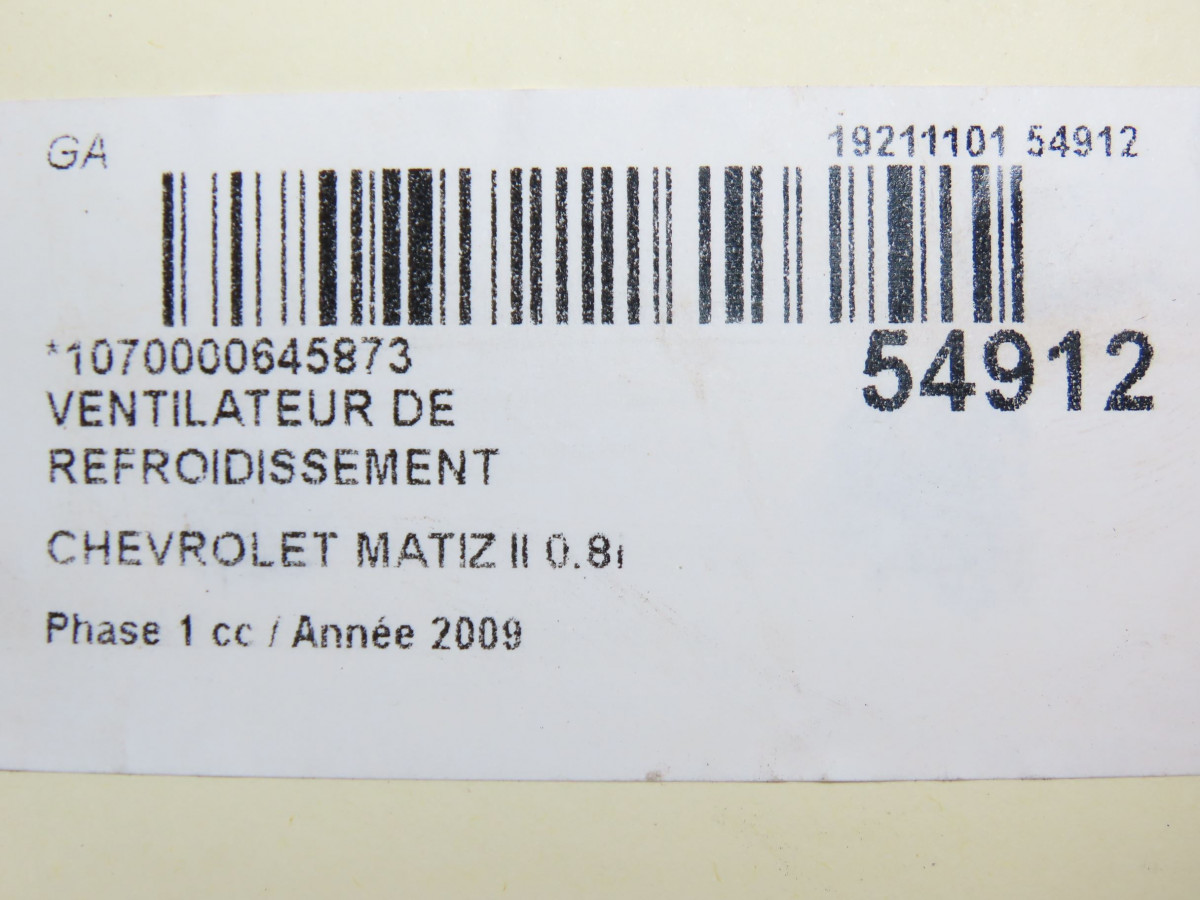 GA
19211101 54912
*1070000645873
54912
VENTILATEUR DE
REFROIDISSEMENT
CHEVROLET MATIZ II 0.8i
Phase 1 cc / Année 2009